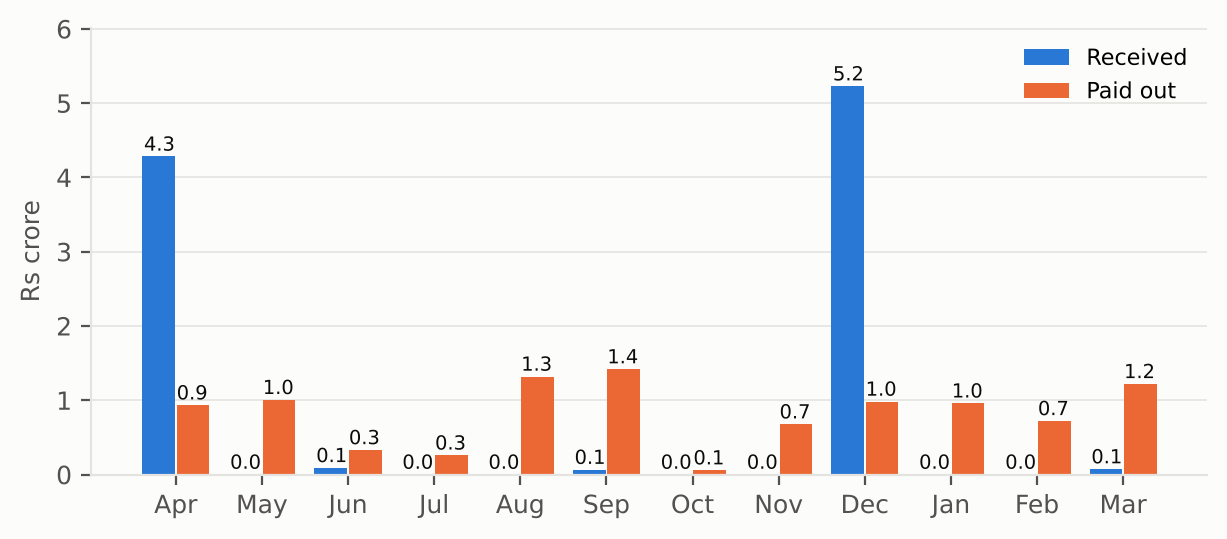 Received
Paid out
Rs crore
6
5
4
3
2
1
0
4.3 0.9 0.0 1.0 0.1 0.3 0.0 0.3 0.0 1.3 0.1 1.4 0.0 0.1 0.0 0.7 5.2 1.0 0.0 1.0 0.0 0.7 0.1 1.2
Apr May Jun Jul Aug Sep Oct Nov Dec Jan Feb Mar